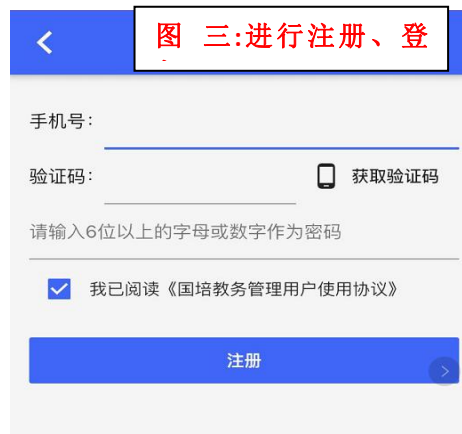 图 三:进行注册、登
手机号:
验证码:
获取验证码
请输入6位以上的字母或数字作为密码
我已阅读《国培教务管理用户使用协议》
注册